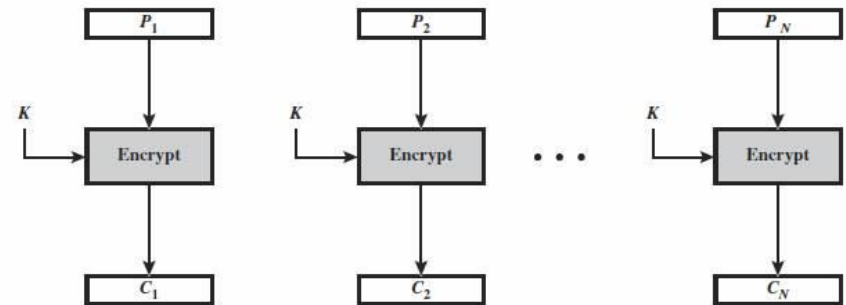 P1 P2 PN
K K K
Encrypt Encrypt • • • Encrypt
C1 C2 CN